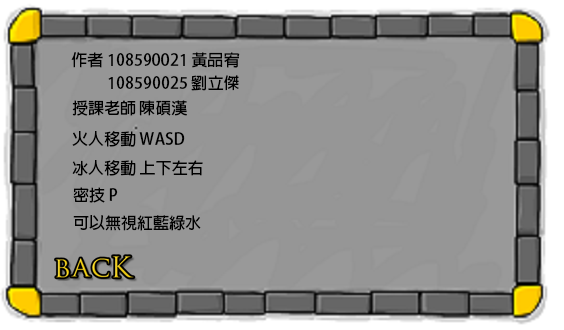 作者 108590021 黃品宥
108590025 劉立傑
授課老師 陳碩漢
火人移動 WASD
冰人移動 上下左右
密技 P
可以無視紅藍綠水
BACK